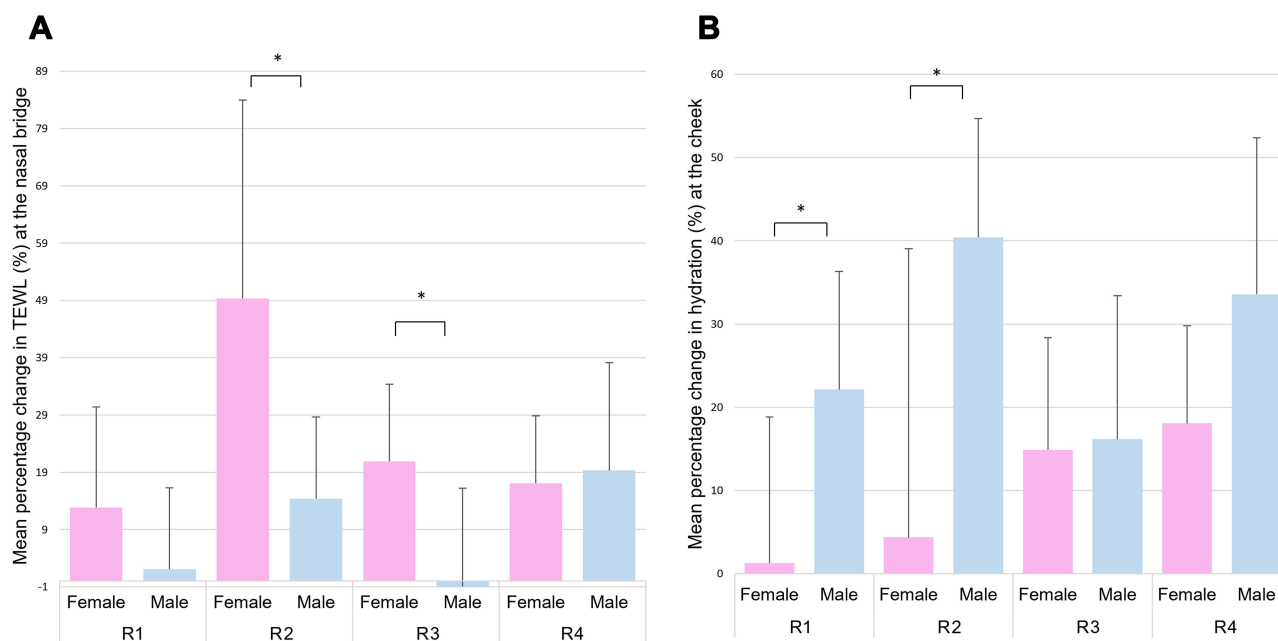 A
Mean percentage change in TEWL (%) at the nasal bridge
89
79
69
59
49
39
29
19
9
-1
*
*
Female Male Female Male Female Male Female Male
R1 R2 R3 R4
B
Mean percentage change in hydration (%) at the cheek
60
50
40
30
20
10
0
*
*
Female Male Female Male Female Male Female Male
R1 R2 R3 R4